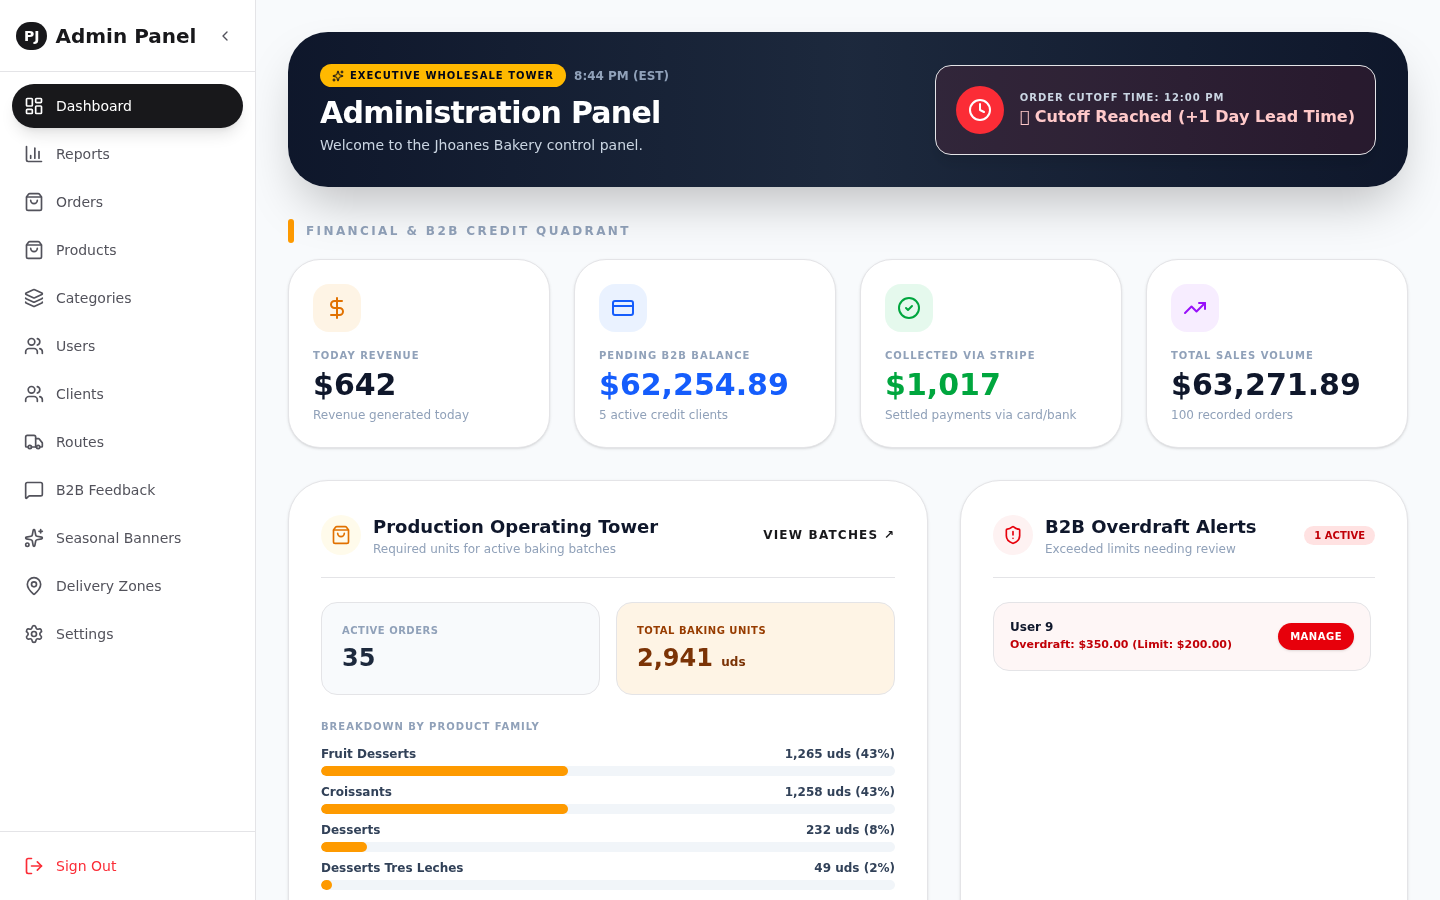 PJ Admin Panel
Dashboard
Reports
Orders
Products
Categories
Users
Clients
Routes
B2B Feedback
Seasonal Banners
Delivery Zones
Settings
Sign Out
EXECUTIVE WHOLESALE TOWER 8:44 PM (EST)
Administration Panel
Welcome to the Jhoanes Bakery control panel.
ORDER CUTOFF TIME: 12:00 PM
Cutoff Reached (+1 Day Lead Time)
FINANCIAL & B2B CREDIT QUADRANT
TODAY REVENUE
$642
Revenue generated today
PENDING B2B BALANCE
$62,254.89
5 active credit clients
COLLECTED VIA STRIPE
$1,017
Settled payments via card/bank
TOTAL SALES VOLUME
$63,271.89
100 recorded orders
Production Operating Tower
Required units for active baking batches
VIEW BATCHES ↗
ACTIVE ORDERS
35
TOTAL BAKING UNITS
2,941 uds
BREAKDOWN BY PRODUCT FAMILY
Fruit Desserts 1,265 uds (43%)
Croissants 1,258 uds (43%)
Desserts 232 uds (8%)
Desserts Tres Leches 49 uds (2%)
B2B Overdraft Alerts
Exceeded limits needing review
1 ACTIVE
User 9
Overdraft: $350.00 (Limit: $200.00)
MANAGE